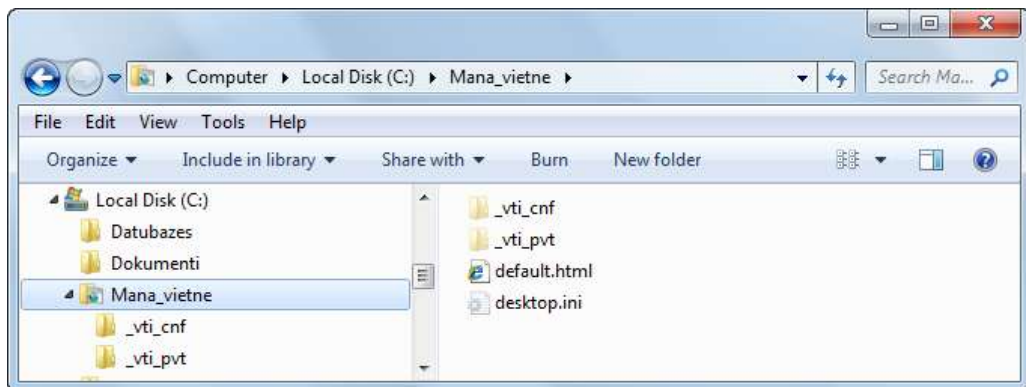 Computer ▸ Local Disk (C:) ▸ Mana_vietne ▸ Search Ma...
File Edit View Tools Help
Organize Include in library Share with Burn New folder
Local Disk (C:)
Datubazes
Dokumenti
Mana_vietne
_vti_cnf
_vti_pvt
_vti_cnf
_vti_pvt
default.html
desktop.ini